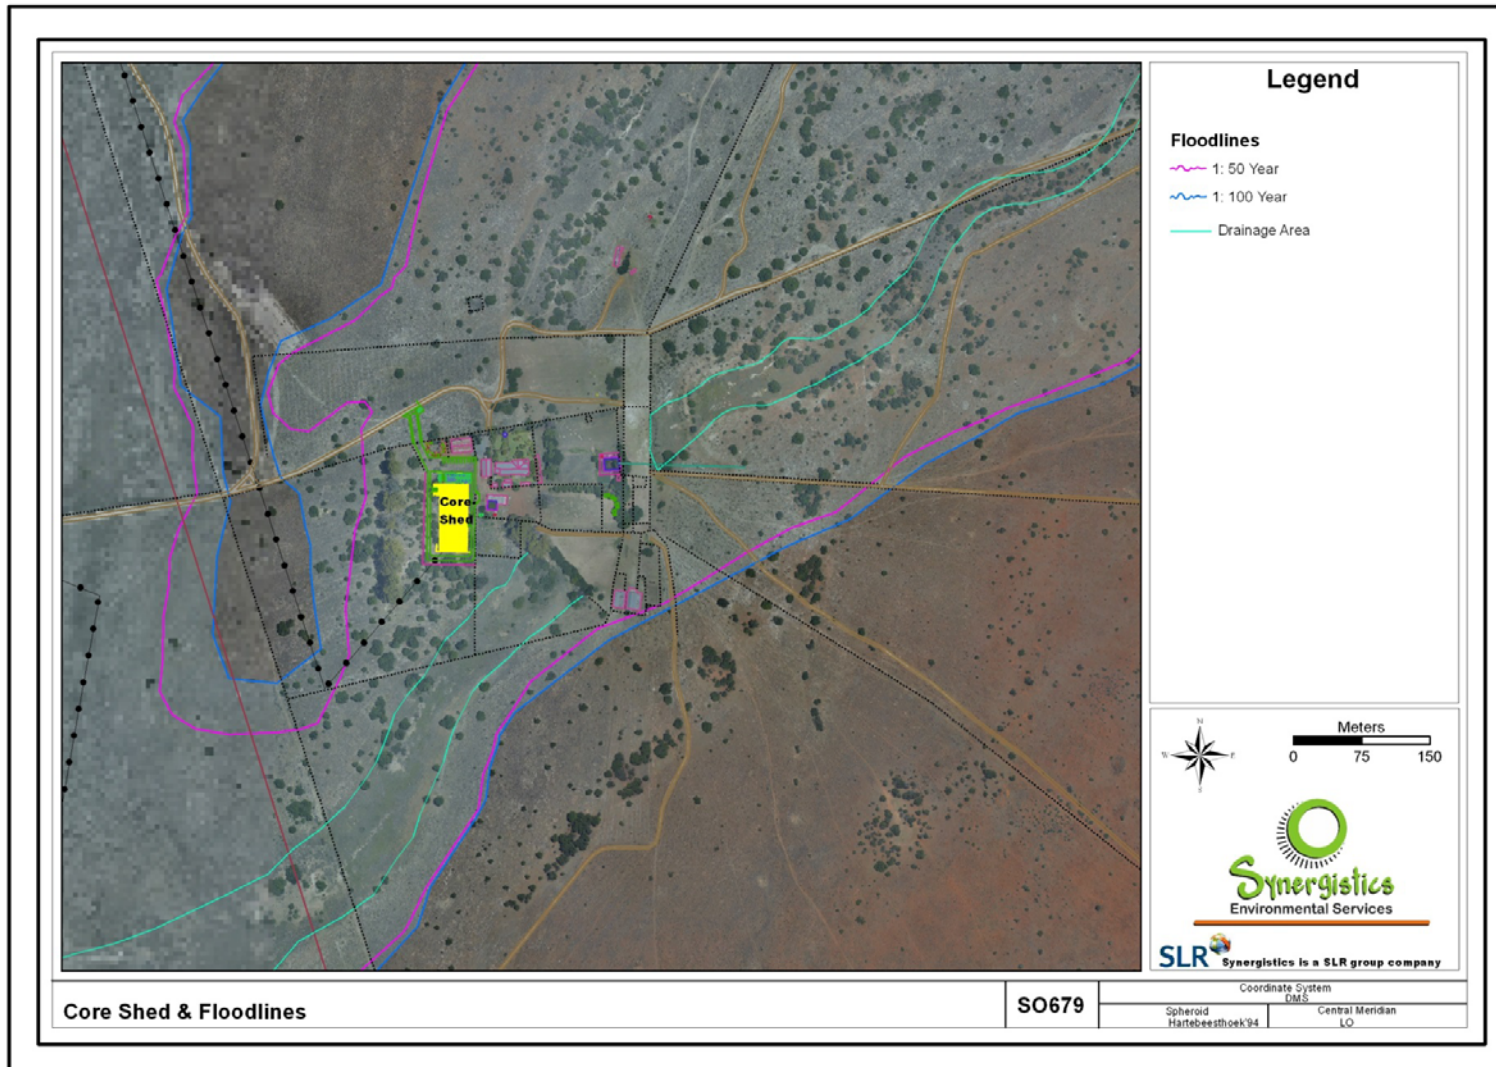 Legend
Floodlines
1: 50 Year
1: 100 Year
Drainage Area
Core
Shed
N
W E
S
Meters
0 75 150
Synergistics
Environmental Services
SLR Synergistics is a SLR group company
Core Shed & Floodlines
SO679
Coordinate System
DMS
Spheroid
Hartebeesthoek'94
Central Meridian
LO